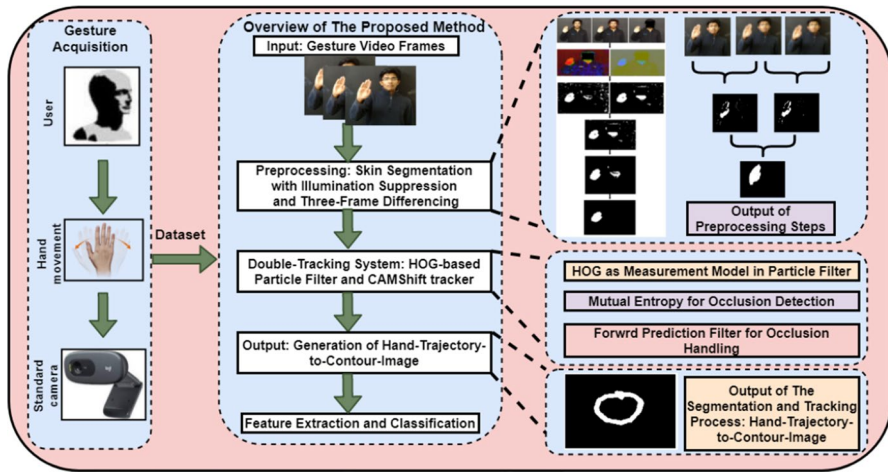 Gesture
Acquisition
User
Hand
movement
Standard
camera
Dataset
Overview of The Proposed Method
Input: Gesture Video Frames
Preprocessing: Skin Segmentation
with Illumination Suppression
and Three-Frame Differencing
Double-Tracking System: HOG-based
Particle Filter and CAMShift tracker
Output: Generation of Hand-Trajectory-
to-Contour-Image
Feature Extraction and Classification
Output of
Preprocessing Steps
HOG as Measurement Model in Particle Filter
Mutual Entropy for Occlusion Detection
Forwrd Prediction Filter for Occlusion
Handling
Output of The
Segmentation and Tracking
Process: Hand-Trajectory-
to-Contour-Image